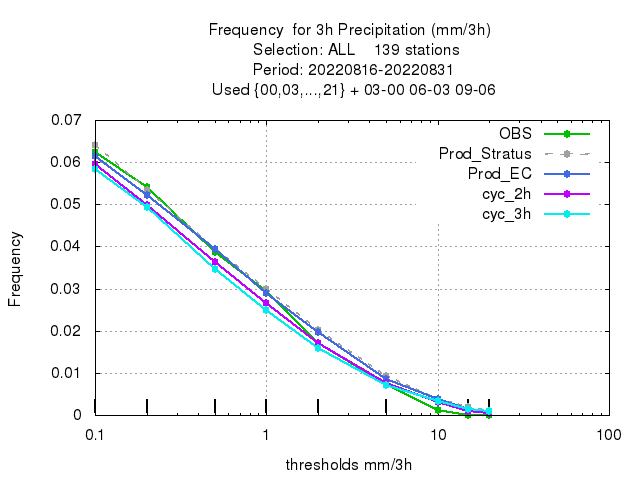 Frequency  for 3h Precipitation (mm/3h)
Selection: ALL    139 stations
Period: 20220816-20220831
Used {00,03,...,21} + 03-00 06-03 09-06
0.07
0.06
0.05
0.04
0.03
0.02
0.01
0
Frequency
OBS
Prod_Stratus
Prod_EC
cyc_2h
cyc_3h
0.1
1
10
100
thresholds mm/3h